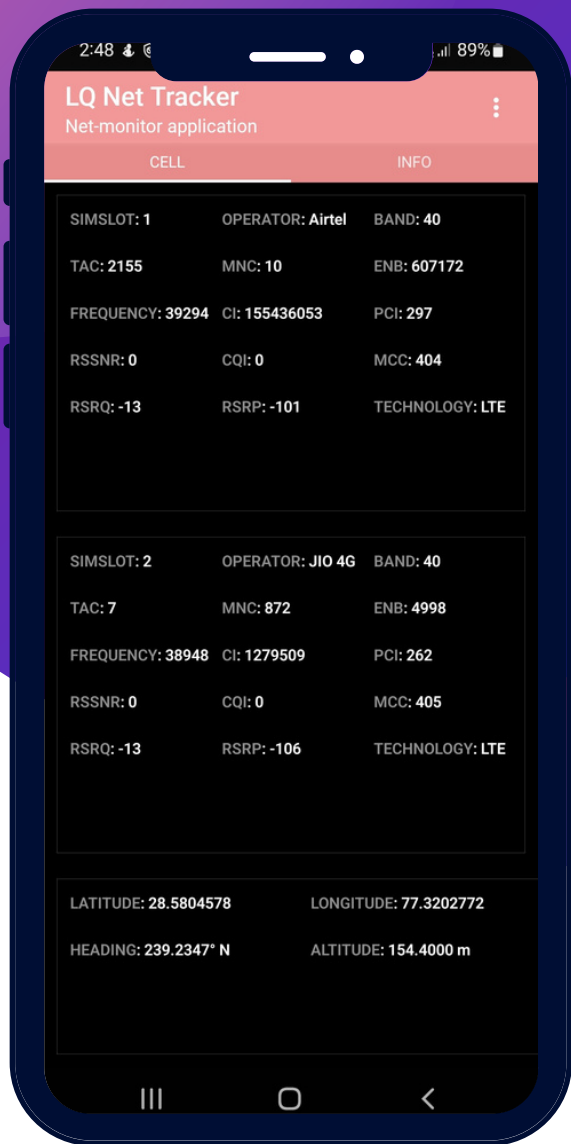 2:48 89%
LQ Net Tracker
Net-monitor application
CELL INFO
SIMSLOT: 1 OPERATOR: Airtel BAND: 40
TAC: 2155 MNC: 10 ENB: 607172
FREQUENCY: 39294 CI: 155436053 PCI: 297
RSSNR: 0 CQI: 0 MCC: 404
RSRQ: -13 RSRP: -101 TECHNOLOGY: LTE
SIMSLOT: 2 OPERATOR: JIO 4G BAND: 40
TAC: 7 MNC: 872 ENB: 4998
FREQUENCY: 38948 CI: 1279509 PCI: 262
RSSNR: 0 CQI: 0 MCC: 405
RSRQ: -13 RSRP: -106 TECHNOLOGY: LTE
LATITUDE: 28.5804578 LONGITUDE: 77.3202772
HEADING: 239.2347° N ALTITUDE: 154.4000 m